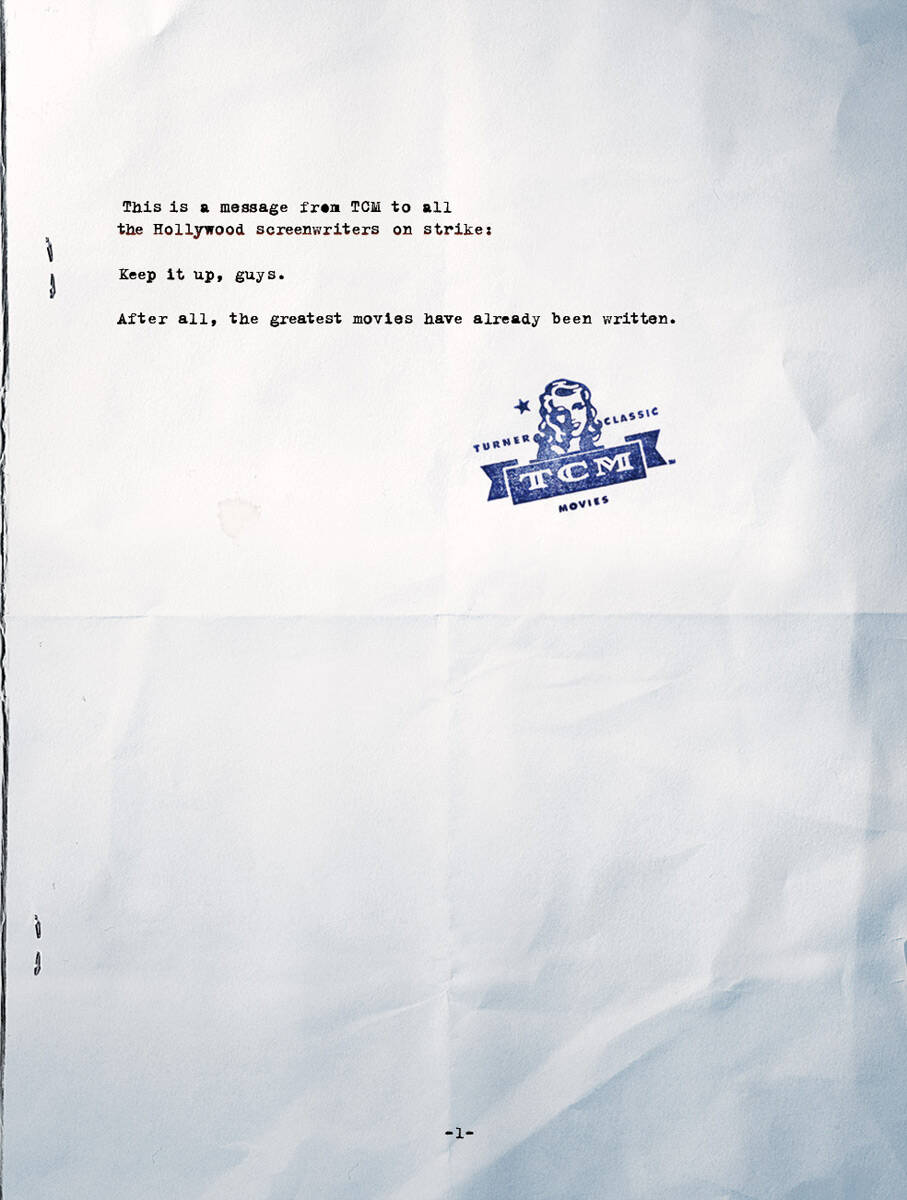 This is a message from TCM to all
the Hollywood screenwriters on strike:
Keep it up, guys.
After all, the greatest movies have already been written.
TURNER CLASSIC
TCM
MOVIES
-1-